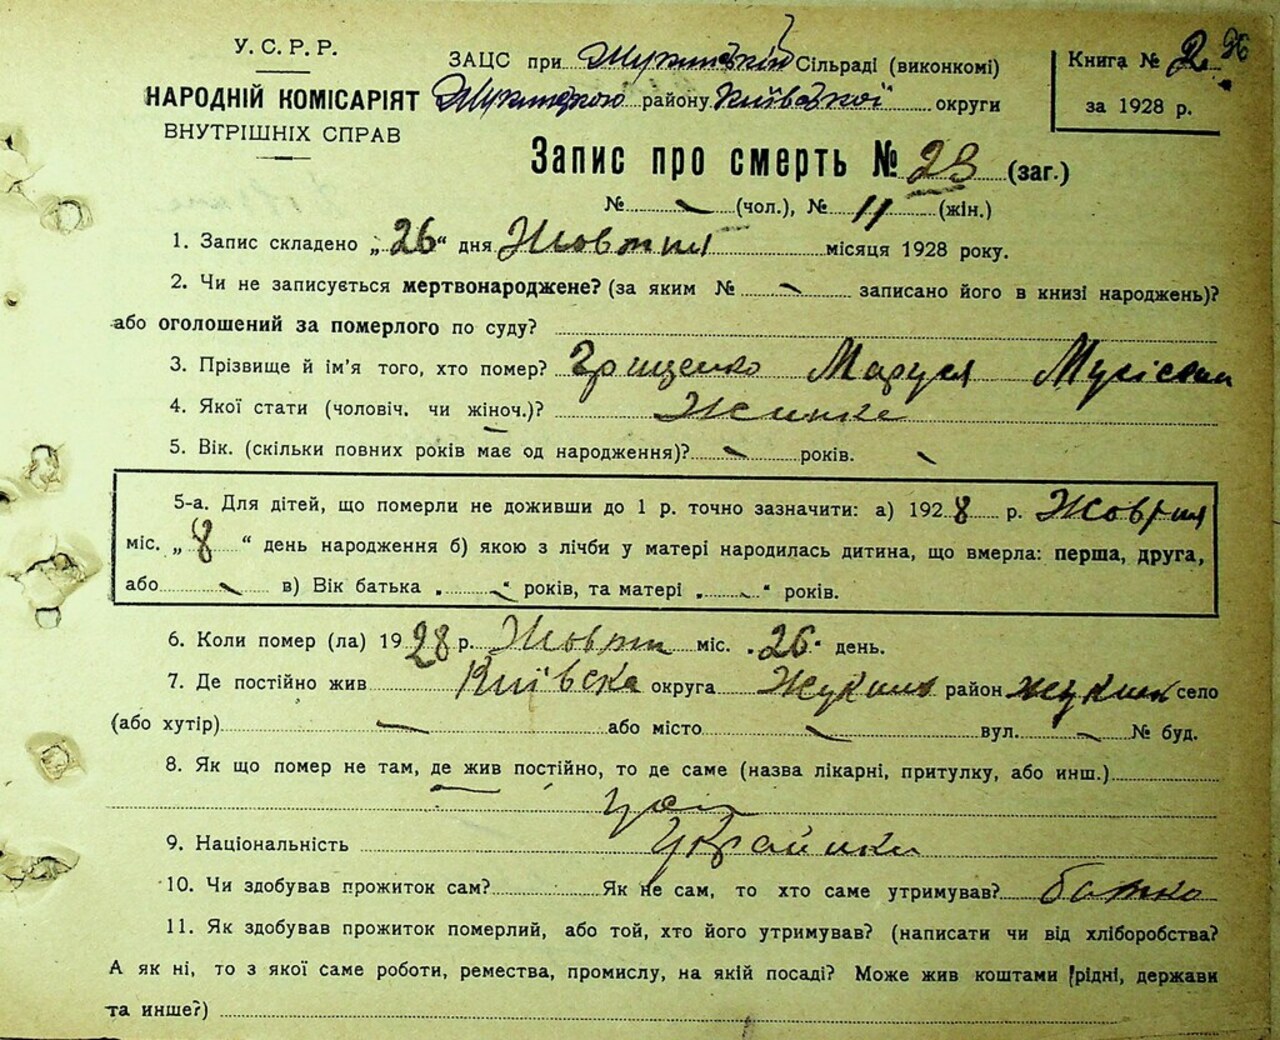 У.С.Р.Р.
НАРОДНІЙ КОМІСАРІЯТ
ВНУТРІШНІХ СПРАВ
ЗАЦС при Сільраді (виконкомі)
району Київської округи
Книга № 2 26
за 1928 р.
Запис про смерть № 23 (заг.)
№ (чол.), № 11 (жін.)
1. Запис складено „26“ дня Жовтня місяця 1928 року.
2. Чи не записується мертвонароджене? (за яким № записано його в книзі народжень)?
або оголошений за померлого по суду?
3. Прізвище й ім'я того, хто помер? Грищенко Маруся
4. Якої стати (чоловіч. чи жіноч.)? Жинка
5. Вік. (скільки повних років має од народження)? років.
5-а. Для дітей, що померли не доживши до 1 р. точно зазначити: а) 1928 р. Жовтня
міс. „8“ день народження б) якою з лічби у матері народилась дитина, що вмерла: перша, друга,
або в) Вік батька „ “ років, та матері „ “ років.
6. Коли помер (ла) 1928 р. Жовтн міс. „26“ день.
7. Де постійно жив Київска округа Жукин район Жукин село
(або хутір) або місто вул. № буд.
8. Як що помер не там, де жив постійно, то де саме (назва лікарні, притулку, або инш.)
9. Національність Українка
10. Чи здобував прожиток сам? Як не сам, то хто саме утримував? батько
11. Як здобував прожиток померлий, або той, хто його утримував? (написати чи від хліборобства?
А як ні, то з якої саме роботи, ремества, промислу, на якій посаді? Може жив коштами рідні, держави
та инше?)